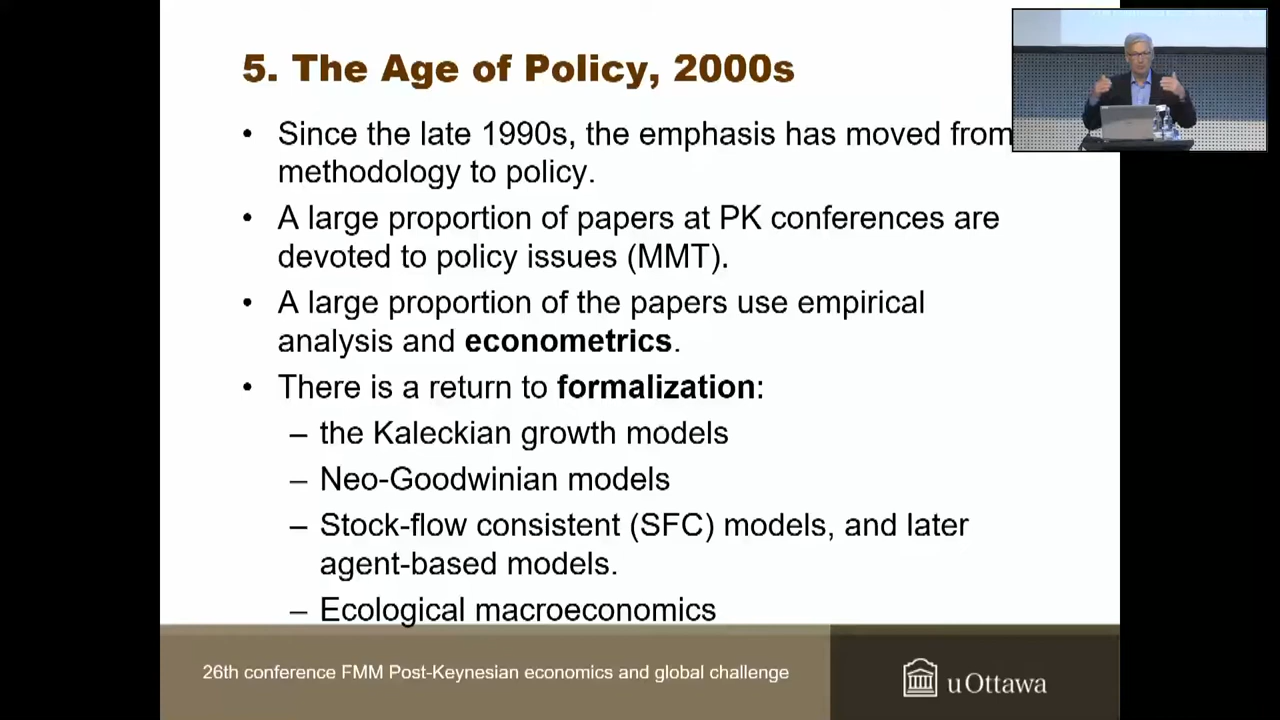 5. The Age of Policy, 2000s
• Since the late 1990s, the emphasis has moved from
methodology to policy.
• A large proportion of papers at PK conferences are
devoted to policy issues (MMT).
• A large proportion of the papers use empirical
analysis and econometrics.
• There is a return to formalization:
– the Kaleckian growth models
– Neo-Goodwinian models
– Stock-flow consistent (SFC) models, and later
agent-based models.
– Ecological macroeconomics
26th conference FMM Post-Keynesian economics and global challenge
uOttawa